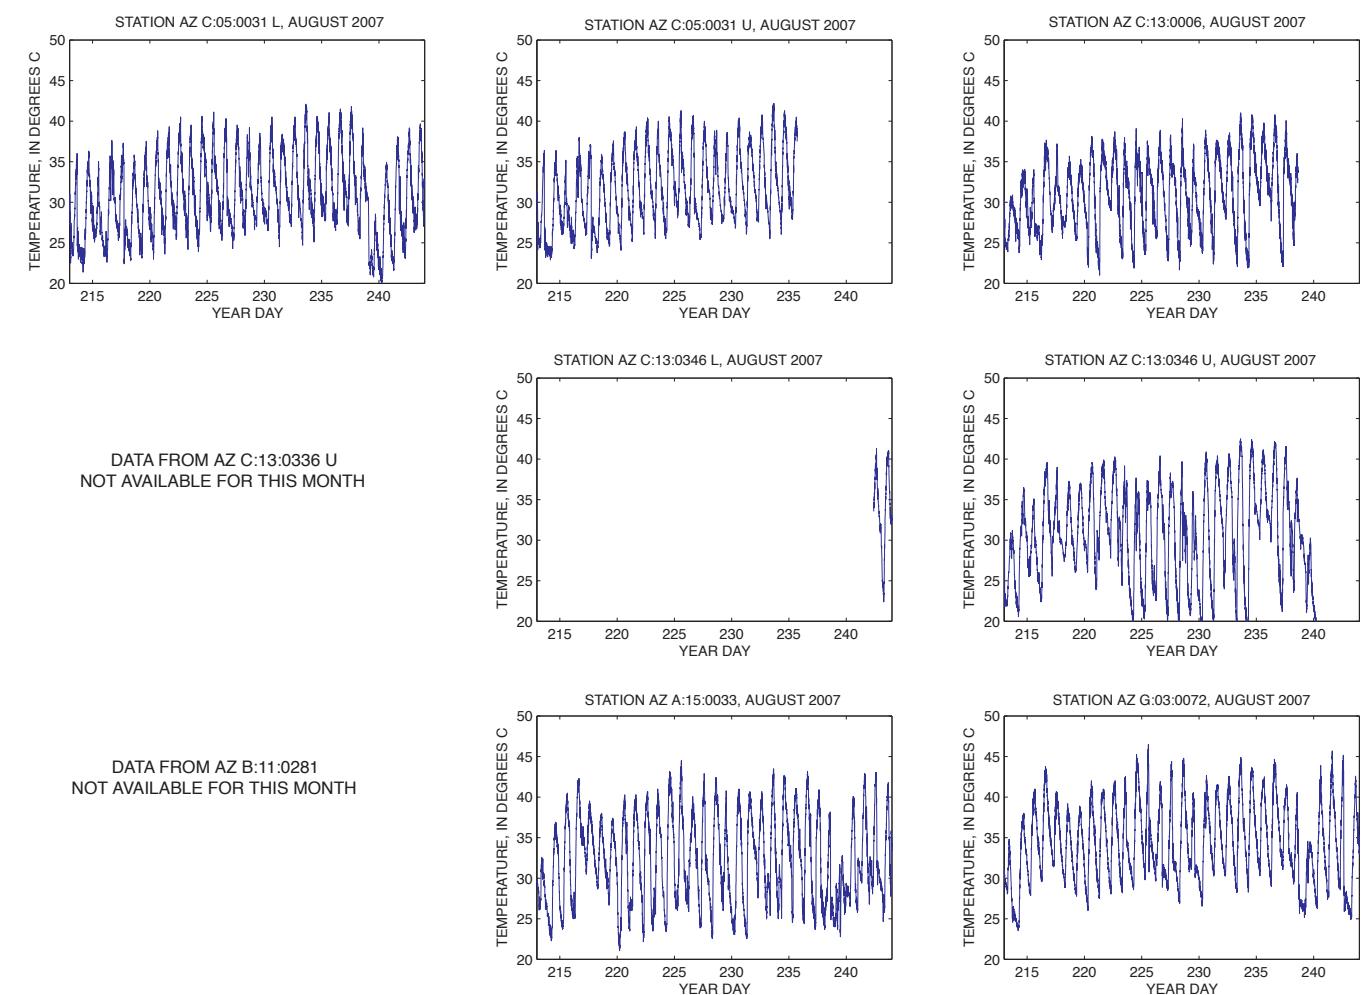 STATION AZ C:05:0031 L, AUGUST 2007
50
45
40
35
30
25
20
TEMPERATURE, IN DEGREES C
215 220 225 230 235 240
YEAR DAY
STATION AZ C:05:0031 U, AUGUST 2007
50
45
40
35
30
25
20
TEMPERATURE, IN DEGREES C
215 220 225 230 235 240
YEAR DAY
STATION AZ C:13:0006, AUGUST 2007
50
45
40
35
30
25
20
TEMPERATURE, IN DEGREES C
215 220 225 230 235 240
YEAR DAY
DATA FROM AZ C:13:0336 U
NOT AVAILABLE FOR THIS MONTH
STATION AZ C:13:0346 L, AUGUST 2007
50
45
40
35
30
25
20
TEMPERATURE, IN DEGREES C
215 220 225 230 235 240
YEAR DAY
STATION AZ C:13:0346 U, AUGUST 2007
50
45
40
35
30
25
20
TEMPERATURE, IN DEGREES C
215 220 225 230 235 240
YEAR DAY
DATA FROM AZ B:11:0281
NOT AVAILABLE FOR THIS MONTH
STATION AZ A:15:0033, AUGUST 2007
50
45
40
35
30
25
20
TEMPERATURE, IN DEGREES C
215 220 225 230 235 240
YEAR DAY
STATION AZ G:03:0072, AUGUST 2007
50
45
40
35
30
25
20
TEMPERATURE, IN DEGREES C
215 220 225 230 235 240
YEAR DAY